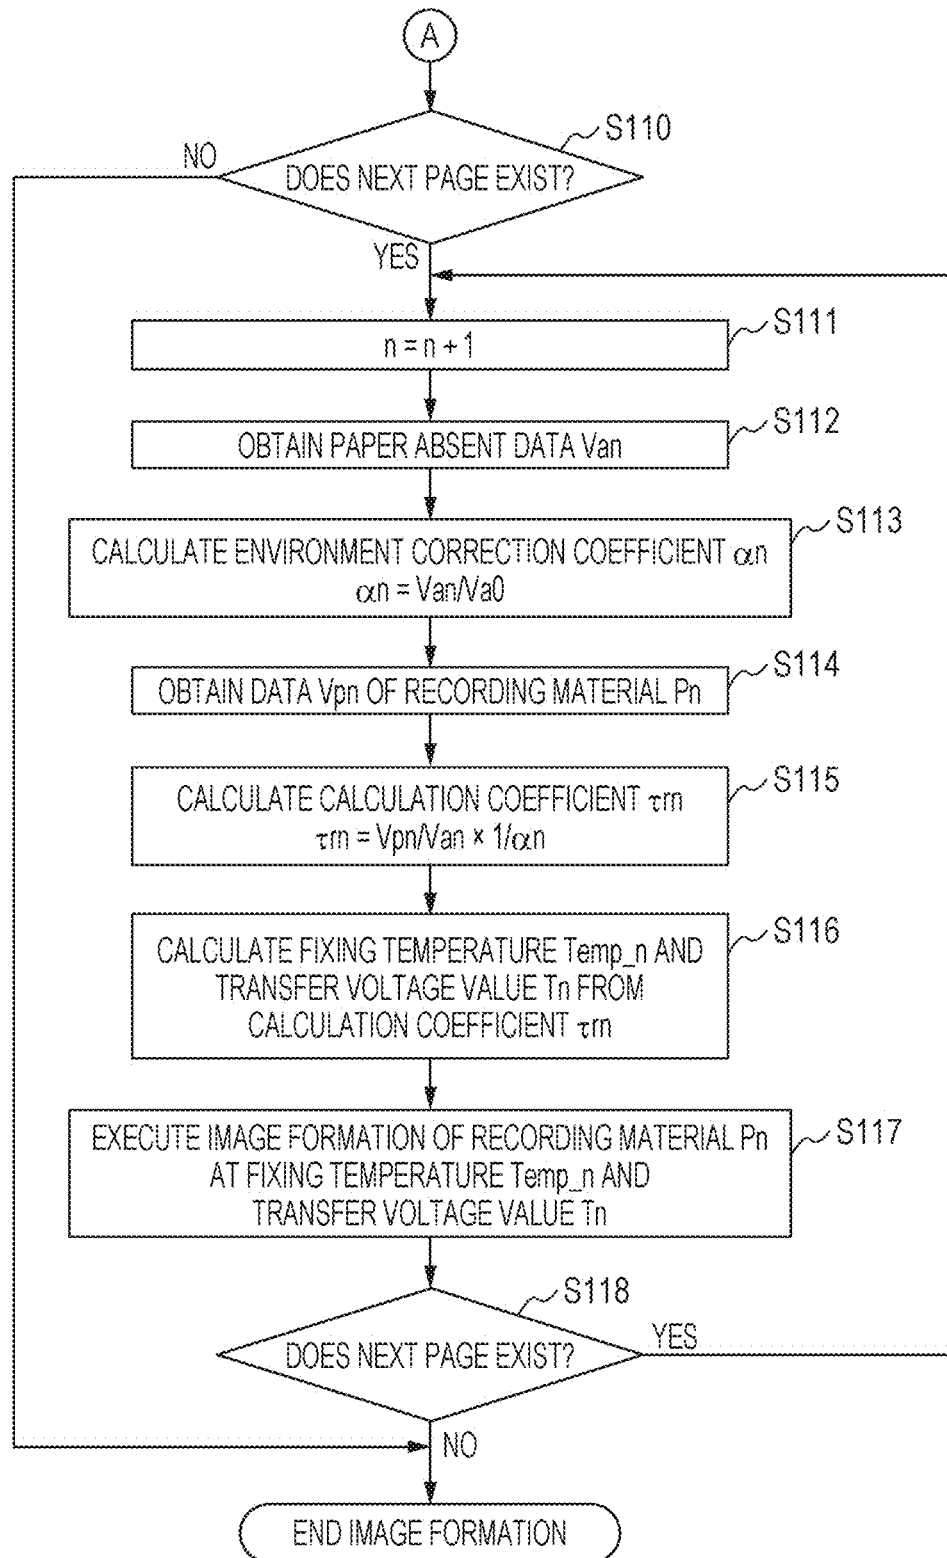 A
S110
NO
DOES NEXT PAGE EXIST?
YES
S111
n = n + 1
S112
OBTAIN PAPER ABSENT DATA Van
S113
CALCULATE ENVIRONMENT CORRECTION COEFFICIENT αn
αn = Van/Va0
S114
OBTAIN DATA Vpn OF RECORDING MATERIAL Pn
S115
CALCULATE CALCULATION COEFFICIENT τrn
τrn = Vpn/Van × 1/αn
S116
CALCULATE FIXING TEMPERATURE Temp_n AND
TRANSFER VOLTAGE VALUE Tn FROM
CALCULATION COEFFICIENT τrn
S117
EXECUTE IMAGE FORMATION OF RECORDING MATERIAL Pn
AT FIXING TEMPERATURE Temp_n AND
TRANSFER VOLTAGE VALUE Tn
S118
DOES NEXT PAGE EXIST?
YES
NO
END IMAGE FORMATION